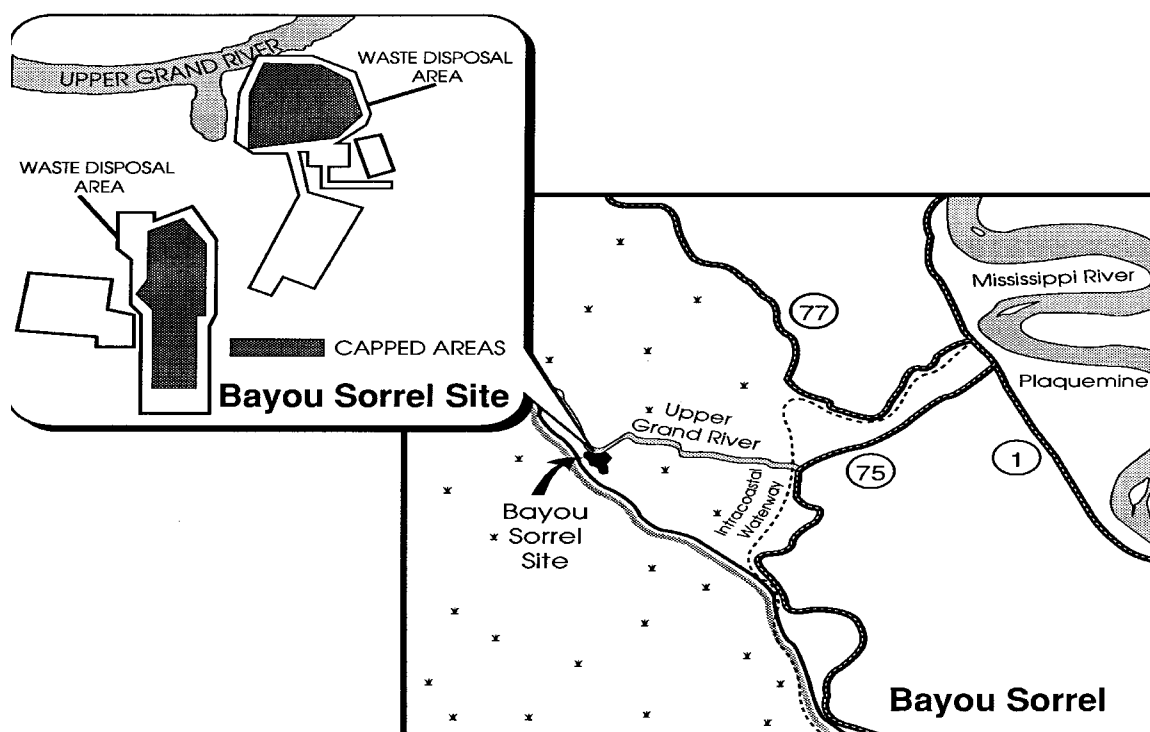 UPPER GRAND RIVER
WASTE DISPOSAL
AREA
WASTE DISPOSAL
AREA
CAPPED AREAS
Bayou Sorrel Site
77
Mississippi River
Plaquemine
Upper
Grand River
75
1
Intracoastal
Waterway
Bayou
Sorrel
Site
Bayou Sorrel